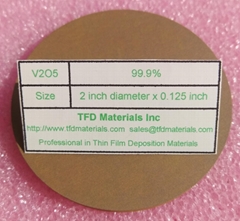 V2O5 99.9%
Size 2 inch diameter x 0.125 inch
TFD Materials Inc
http://www.tfdmaterials.com sales@tfdmaterials.com
Professional in Thin Film Deposition Materials